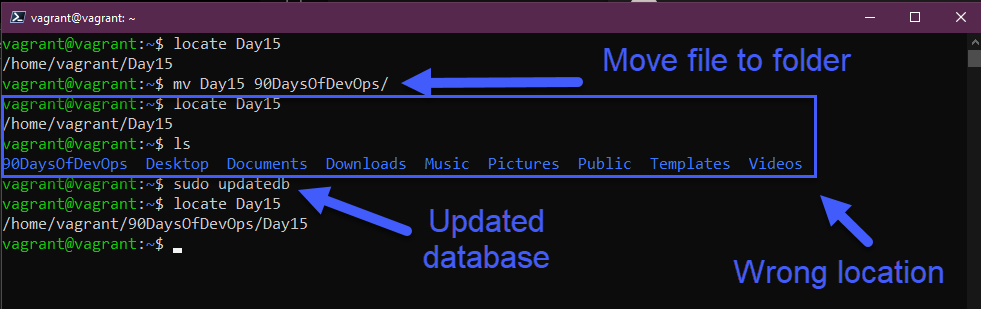 vagrant@vagrant: ~
vagrant@vagrant:~$ locate Day15
/home/vagrant/Day15
vagrant@vagrant:~$ mv Day15 90DaysOfDevOps/
Move file to folder
vagrant@vagrant:~$ locate Day15
/home/vagrant/Day15
vagrant@vagrant:~$ ls
90DaysOfDevOps Desktop Documents Downloads Music Pictures Public Templates Videos
vagrant@vagrant:~$ sudo updatedb
vagrant@vagrant:~$ locate Day15
/home/vagrant/90DaysOfDevOps/Day15
vagrant@vagrant:~$
Updated
database
Wrong location